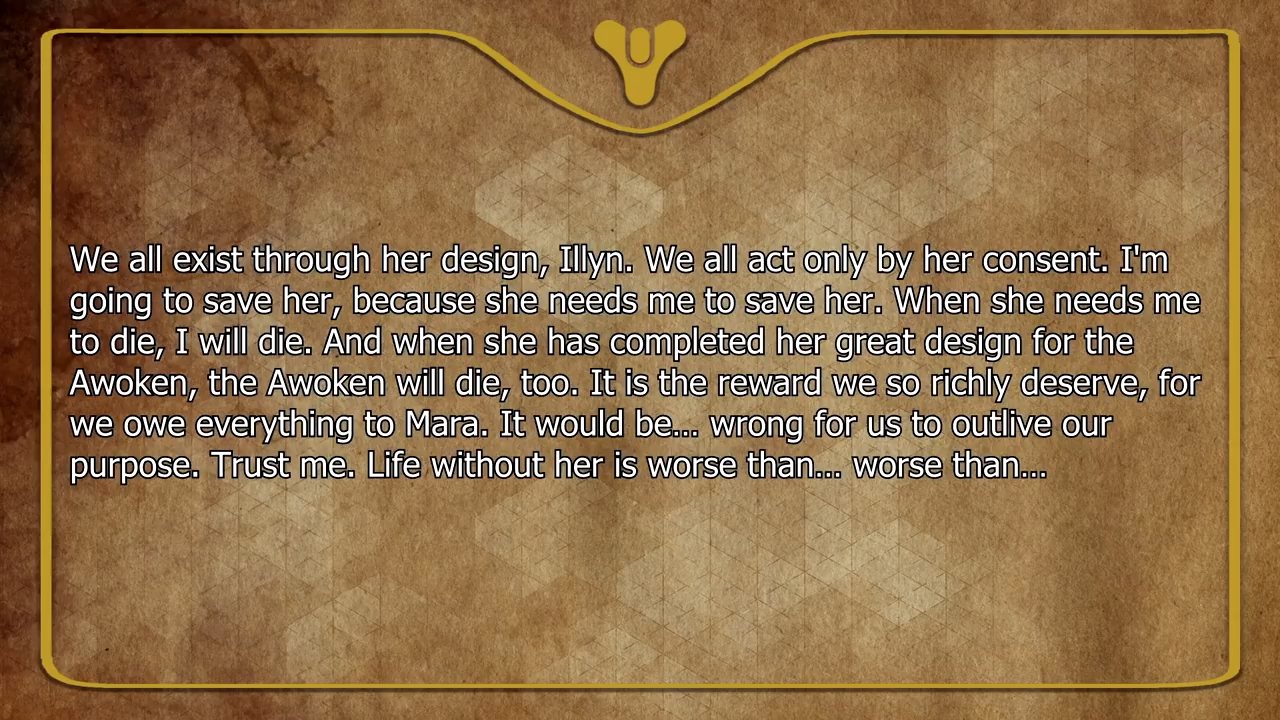 We all exist through her design, Illyn. We all act only by her consent. I'm
going to save her, because she needs me to save her. When she needs me
to die, I will die. And when she has completed her great design for the
Awoken, the Awoken will die, too. It is the reward we so richly deserve, for
we owe everything to Mara. It would be... wrong for us to outlive our
purpose. Trust me. Life without her is worse than... worse than...